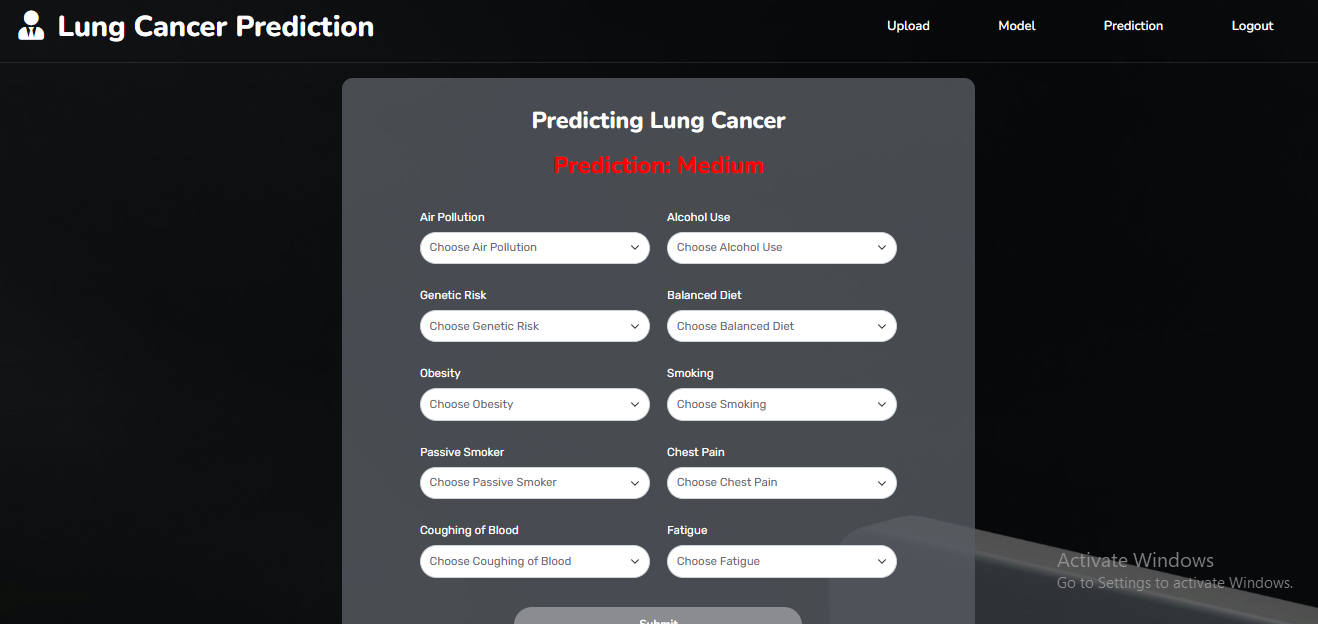 Lung Cancer Prediction
Upload Model Prediction Logout
Predicting Lung Cancer
Prediction: Medium
Air Pollution Alcohol Use
Choose Air Pollution Choose Alcohol Use
Genetic Risk Balanced Diet
Choose Genetic Risk Choose Balanced Diet
Obesity Smoking
Choose Obesity Choose Smoking
Passive Smoker Chest Pain
Choose Passive Smoker Choose Chest Pain
Coughing of Blood Fatigue
Choose Coughing of Blood Choose Fatigue
Submit
Activate Windows
Go to Settings to activate Windows.